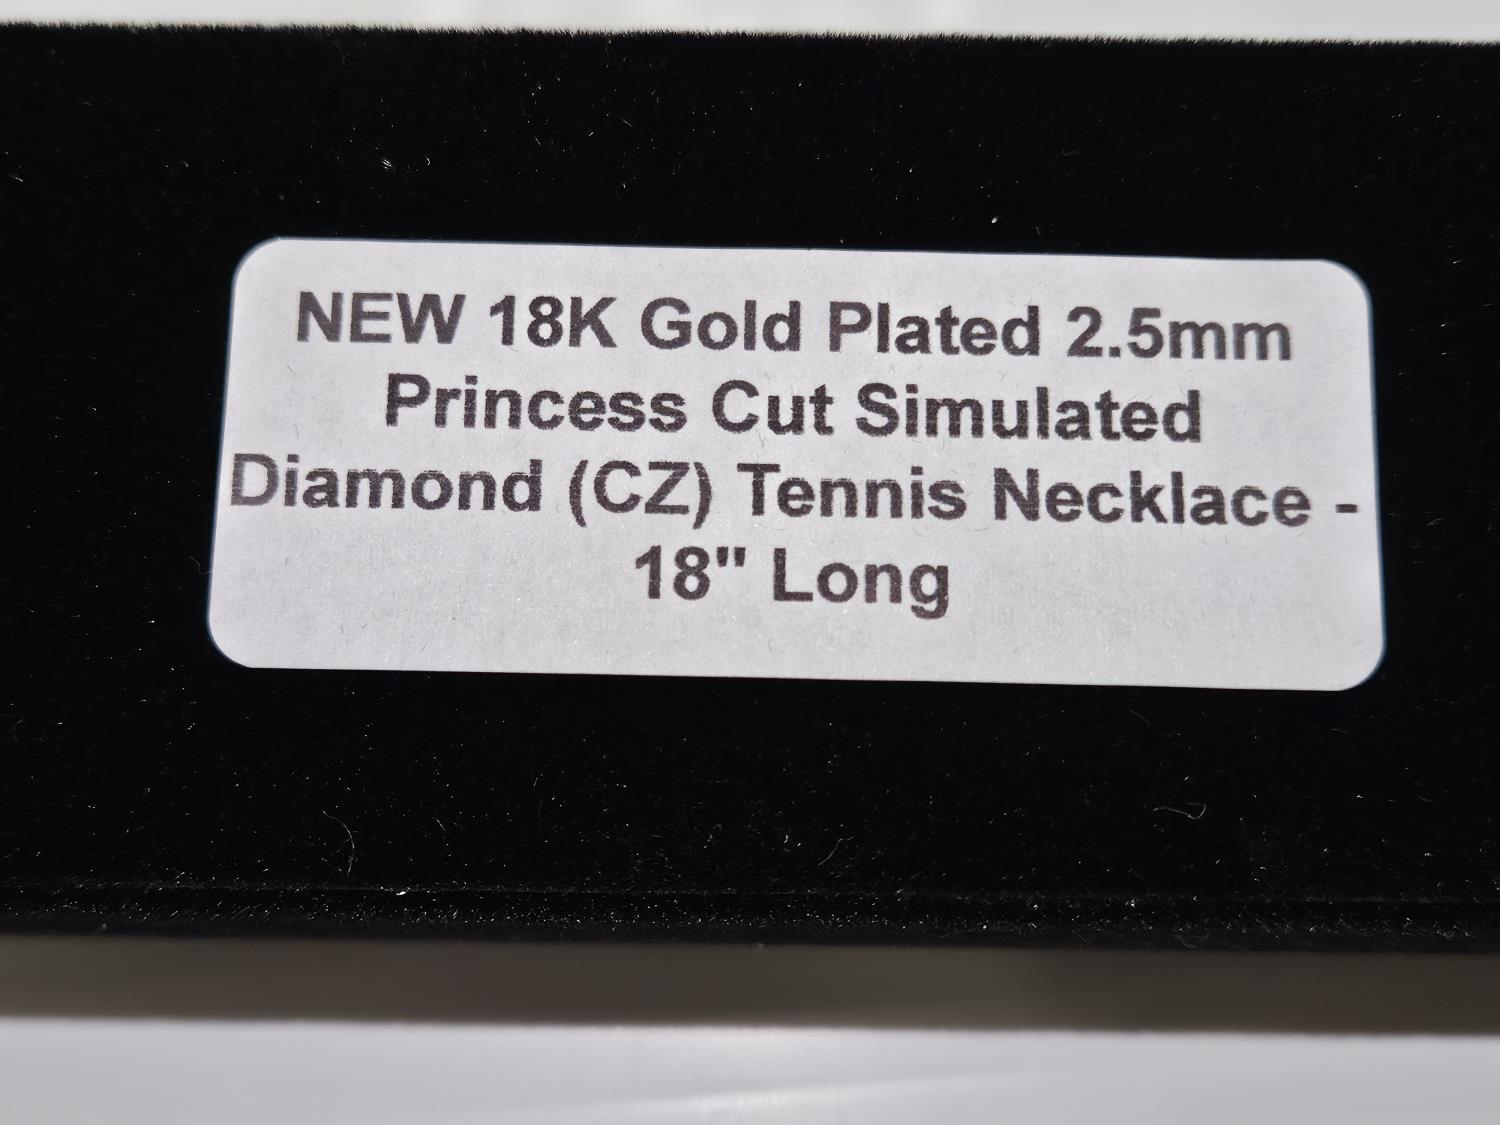 NEW 18K Gold Plated 2.5mm
Princess Cut Simulated
Diamond (CZ) Tennis Necklace -
18" Long